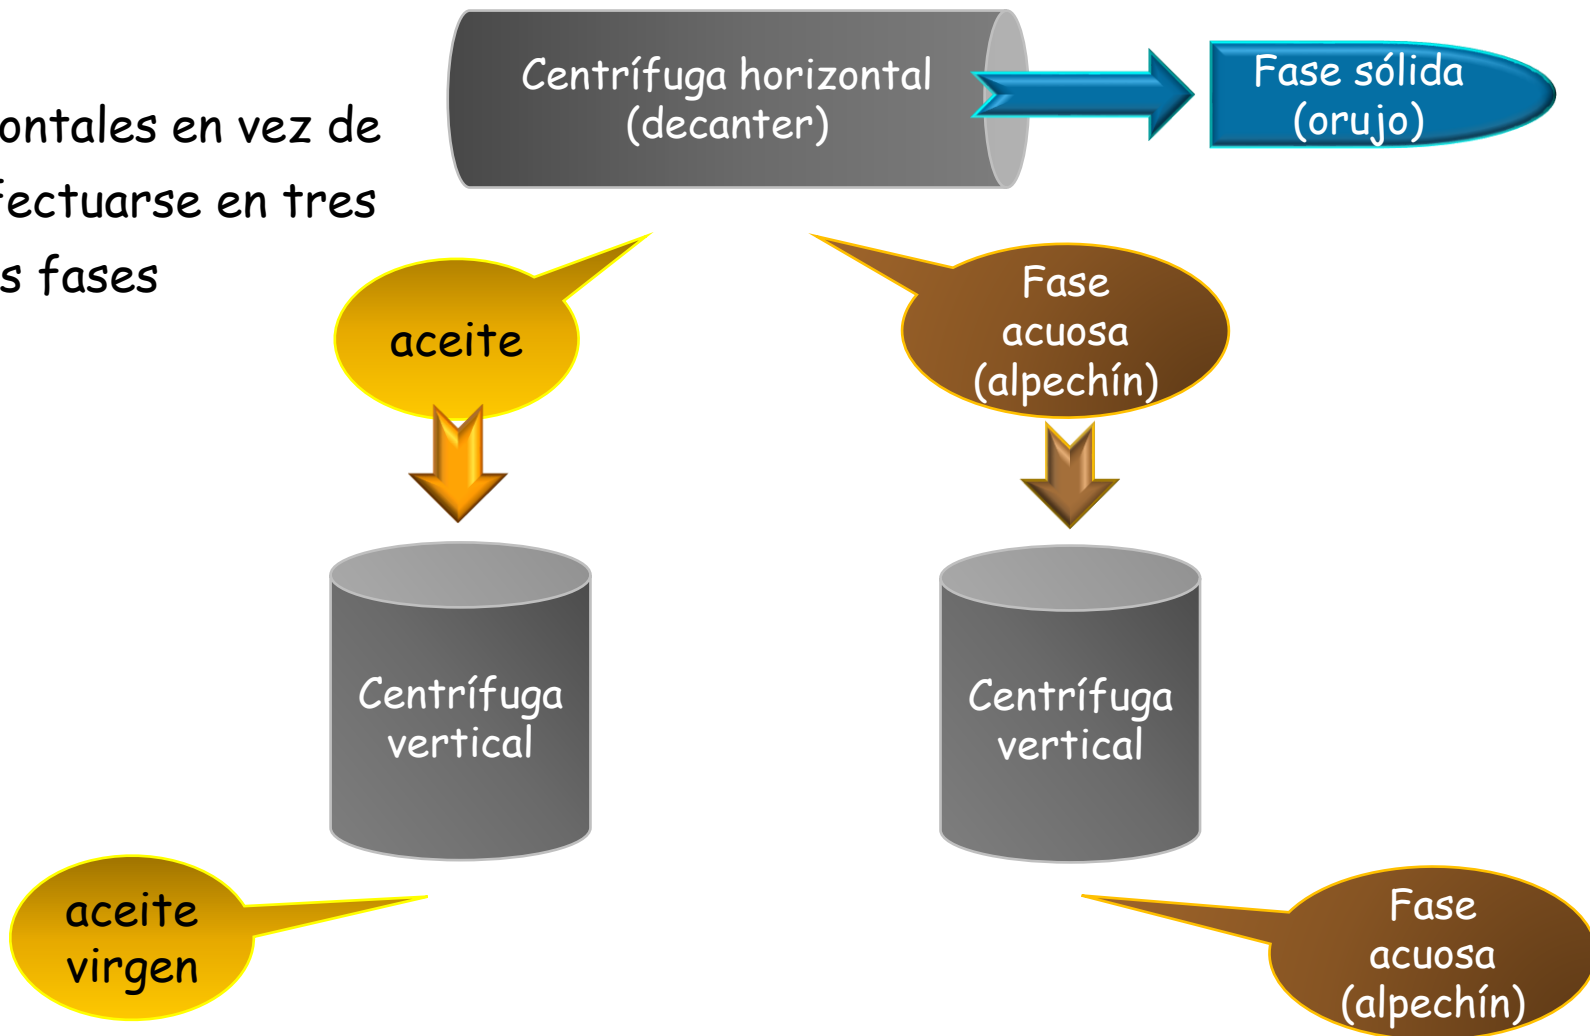 Centrífuga horizontal
(decanter)
Fase sólida
(orujo)
ontales en vez de
fectuarse en tres
s fases
aceite
Fase
acuosa
(alpechín)
Centrífuga
vertical
Centrífuga
vertical
aceite
virgen
Fase
acuosa
(alpechín)